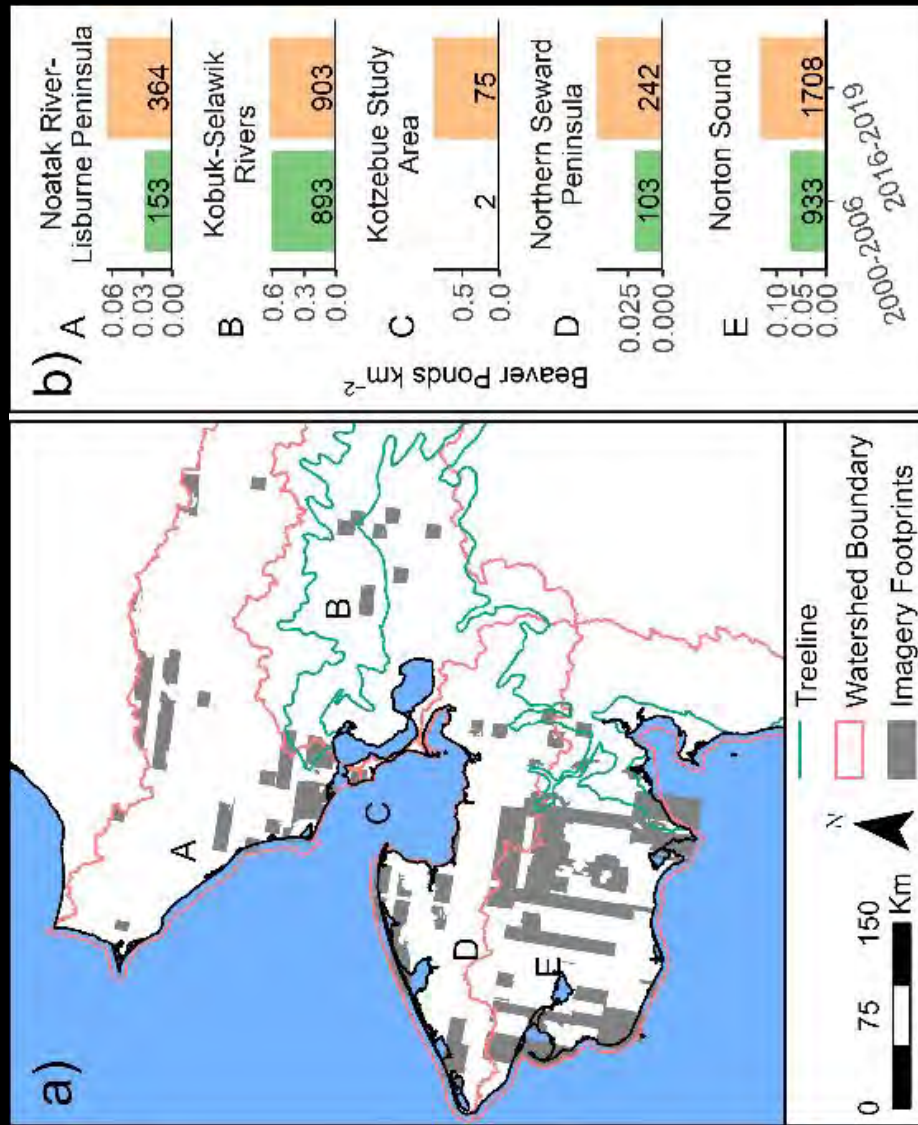 a)
A
B
C
D
E
0 75 150
Km
N
Treeline
Watershed Boundary
Imagery Footprints
b)
Beaver Ponds km⁻²
A
Noatak River-
Lisburne Peninsula
0.06
0.03
0.00
153
364
B
Kobuk-Selawik
Rivers
0.6
0.3
0.0
893
903
C
Kotzebue Study
Area
0.5
0.0
2
75
D
Northern Seward
Peninsula
0.025
0.000
103
242
E
Norton Sound
0.10
0.05
0.00
933
1708
2000-2006
2016-2019